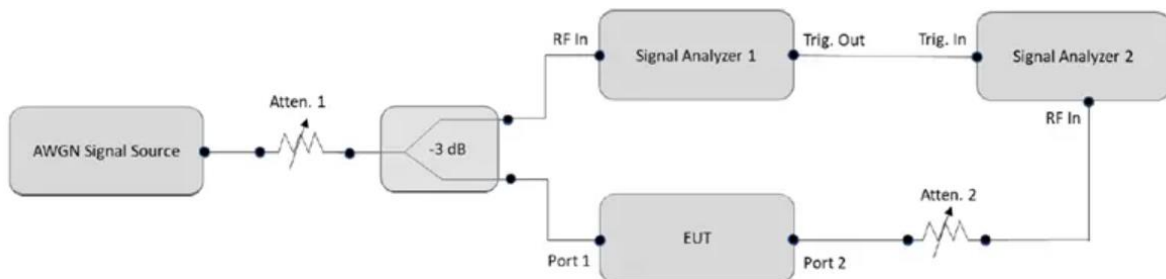 RF In
Signal Analyzer 1
Trig. Out
Trig. In
Signal Analyzer 2
RF In
Atten. 1
AWGN Signal Source
-3 dB
Atten. 2
EUT
Port 1
Port 2